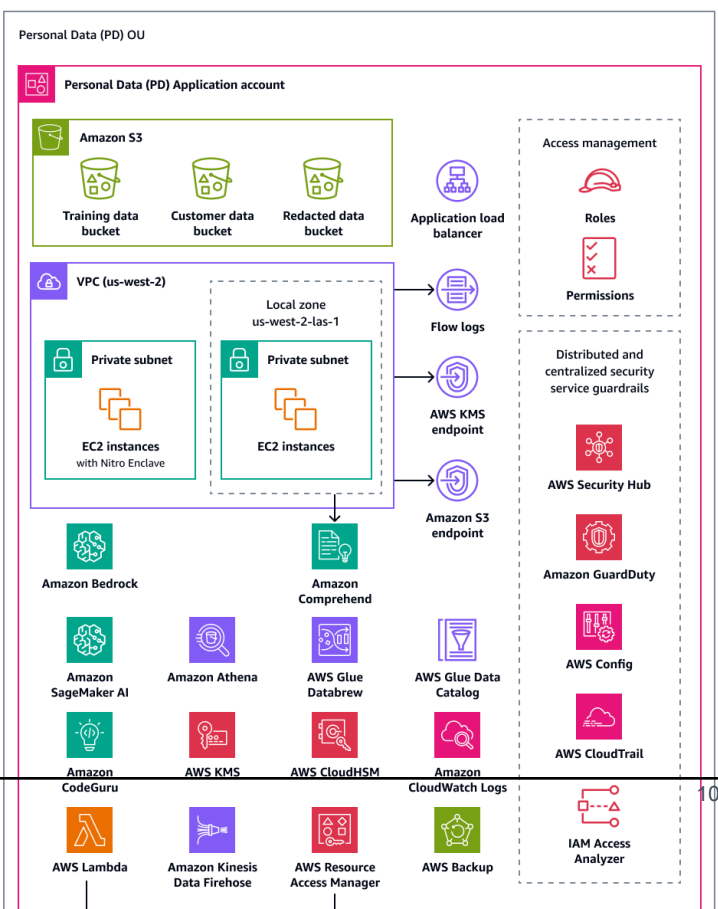 Personal Data (PD) OU
Personal Data (PD) Application account
Amazon S3
Training data
bucket
Customer data
bucket
Redacted data
bucket
Application load
balancer
Access management
Roles
Permissions
VPC (us-west-2)
Local zone
us-west-2-las-1
Private subnet
EC2 instances
with Nitro Enclave
Private subnet
EC2 instances
Flow logs
AWS KMS
endpoint
Amazon S3
endpoint
Distributed and
centralized security
service guardrails
AWS Security Hub
Amazon GuardDuty
AWS Config
AWS CloudTrail
IAM Access
Analyzer
Amazon Bedrock
Amazon
Comprehend
Amazon
SageMaker AI
Amazon Athena
AWS Glue
Databrew
AWS Glue Data
Catalog
Amazon
CodeGuru
AWS KMS
AWS CloudHSM
Amazon
CloudWatch Logs
10
AWS Lambda
Amazon Kinesis
Data Firehose
AWS Resource
Access Manager
AWS Backup